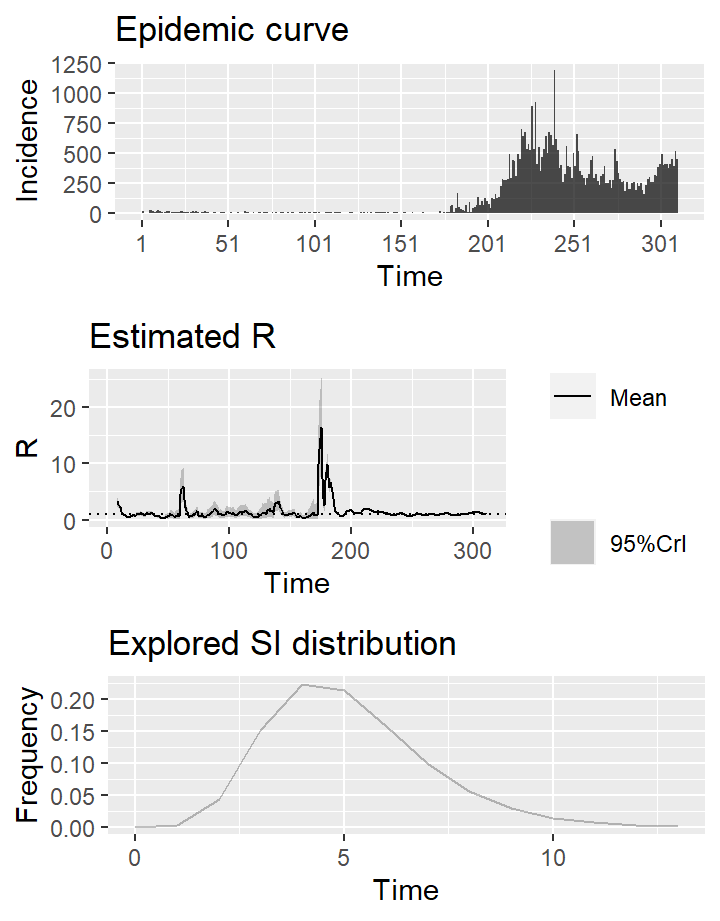 Epidemic curve
1250
1000
750
500
250
0
Incidence
1 51 101 151 201 251 301
Time
Estimated R
20
10
0
R
0 100 200 300
Time
Mean
95%CrI
Explored SI distribution
0.20
0.15
0.10
0.05
0.00
Frequency
0 5 10
Time